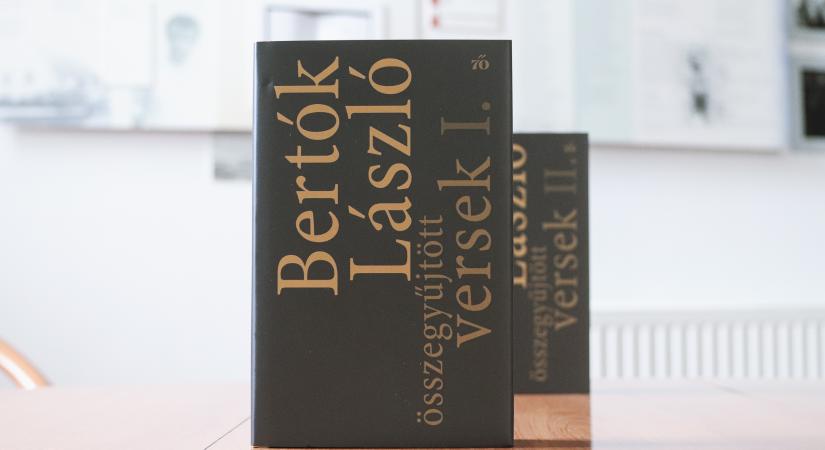 Bertók
László
összegyűjtött
versek I.
László
összegyűjtött
versek II.